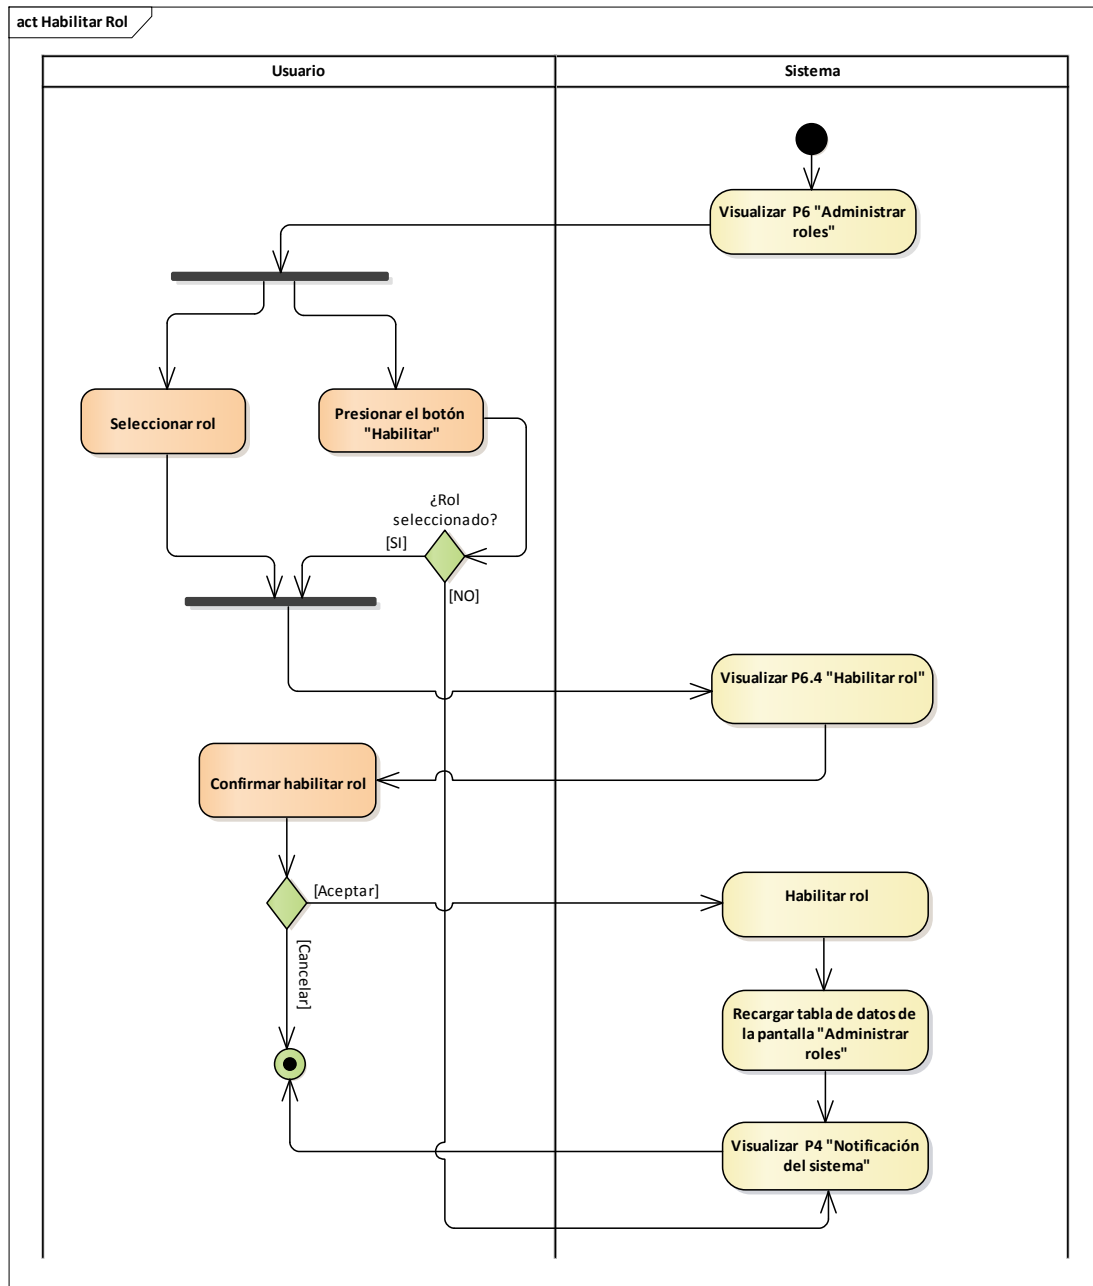 act Habilitar Rol
Usuario
Sistema
Visualizar P6 "Administrar
roles"
Seleccionar rol
Presionar el botón
"Habilitar"
¿Rol
seleccionado?
[SI]
[NO]
Visualizar P6.4 "Habilitar rol"
Confirmar habilitar rol
[Aceptar]
Habilitar rol
[Cancelar]
Recargar tabla de datos de
la pantalla "Administrar
roles"
Visualizar P4 "Notificación
del sistema"